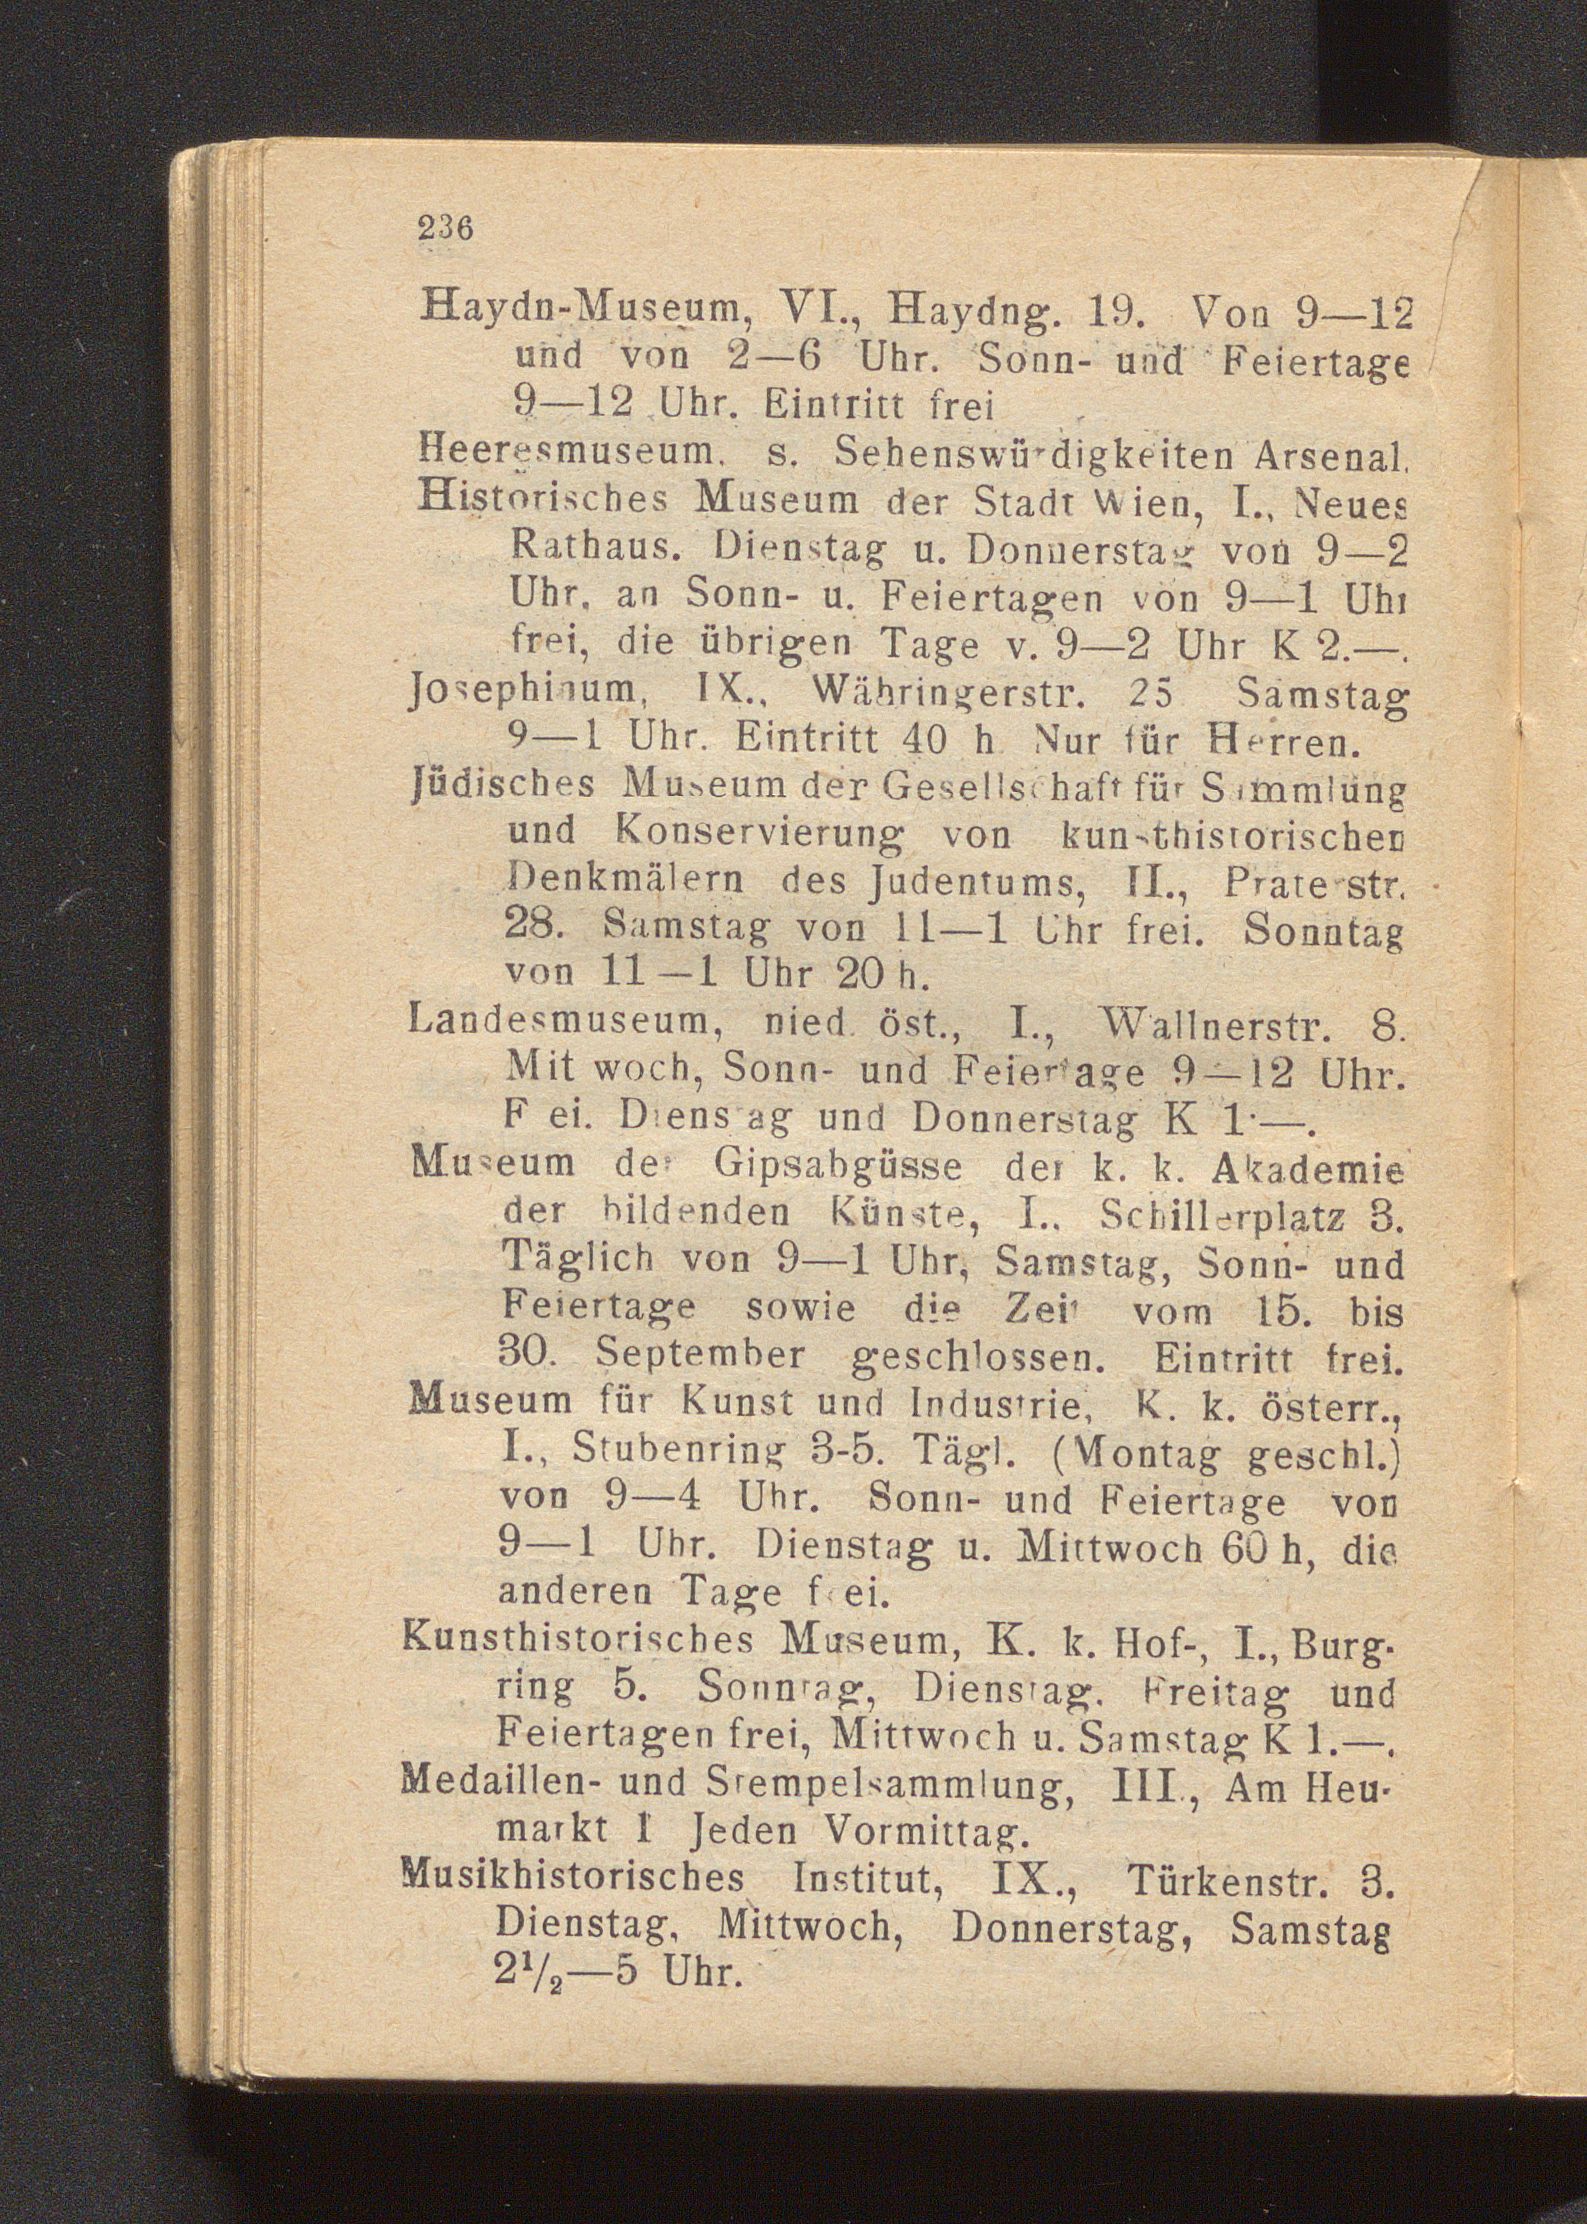 236
Haydn-Museum, VI., Haydng. 19. Von 9—12
und von 2—6 Uhr. Sonn- und Feiertage
9—12 Uhr. Eintritt frei
Heeresmuseum. s. Sehenswürdigkeiten Arsenal.
Historisches Museum der Stadt Wien, I., Neues
Rathaus. Dienstag u. Donnerstag von 9—2
Uhr, an Sonn- u. Feiertagen von 9—1 Uhr
frei, die übrigen Tage v. 9—2 Uhr K 2.—.
Josephinum, IX., Währingerstr. 25 Samstag
9—1 Uhr. Eintritt 40 h Nur für Herren.
Jüdisches Museum der Gesellschaft für Sammlung
und Konservierung von kunsthistorischen
Denkmälern des Judentums, II., Praterstr.
28. Samstag von 11—1 Uhr frei. Sonntag
von 11—1 Uhr 20 h.
Landesmuseum, nied. öst., I., Wallnerstr. 8.
Mittwoch, Sonn- und Feiertage 9—12 Uhr.
Frei. Dienstag und Donnerstag K 1·—.
Museum der Gipsabgüsse der k. k. Akademie
der bildenden Künste, I., Schillerplatz 3.
Täglich von 9—1 Uhr, Samstag, Sonn- und
Feiertage sowie die Zeit vom 15. bis
30. September geschlossen. Eintritt frei.
Museum für Kunst und Industrie, K. k. österr.,
I., Stubenring 3-5. Tägl. (Montag geschl.)
von 9—4 Uhr. Sonn- und Feiertage von
9—1 Uhr. Dienstag u. Mittwoch 60 h, die
anderen Tage frei.
Kunsthistorisches Museum, K. k. Hof-, I., Burg-
ring 5. Sonntag, Dienstag, Freitag und
Feiertagen frei, Mittwoch u. Samstag K 1.—.
Medaillen- und Stempelsammlung, III., Am Heu-
markt 1 Jeden Vormittag.
Musikhistorisches Institut, IX., Türkenstr. 3.
Dienstag, Mittwoch, Donnerstag, Samstag
2½—5 Uhr.